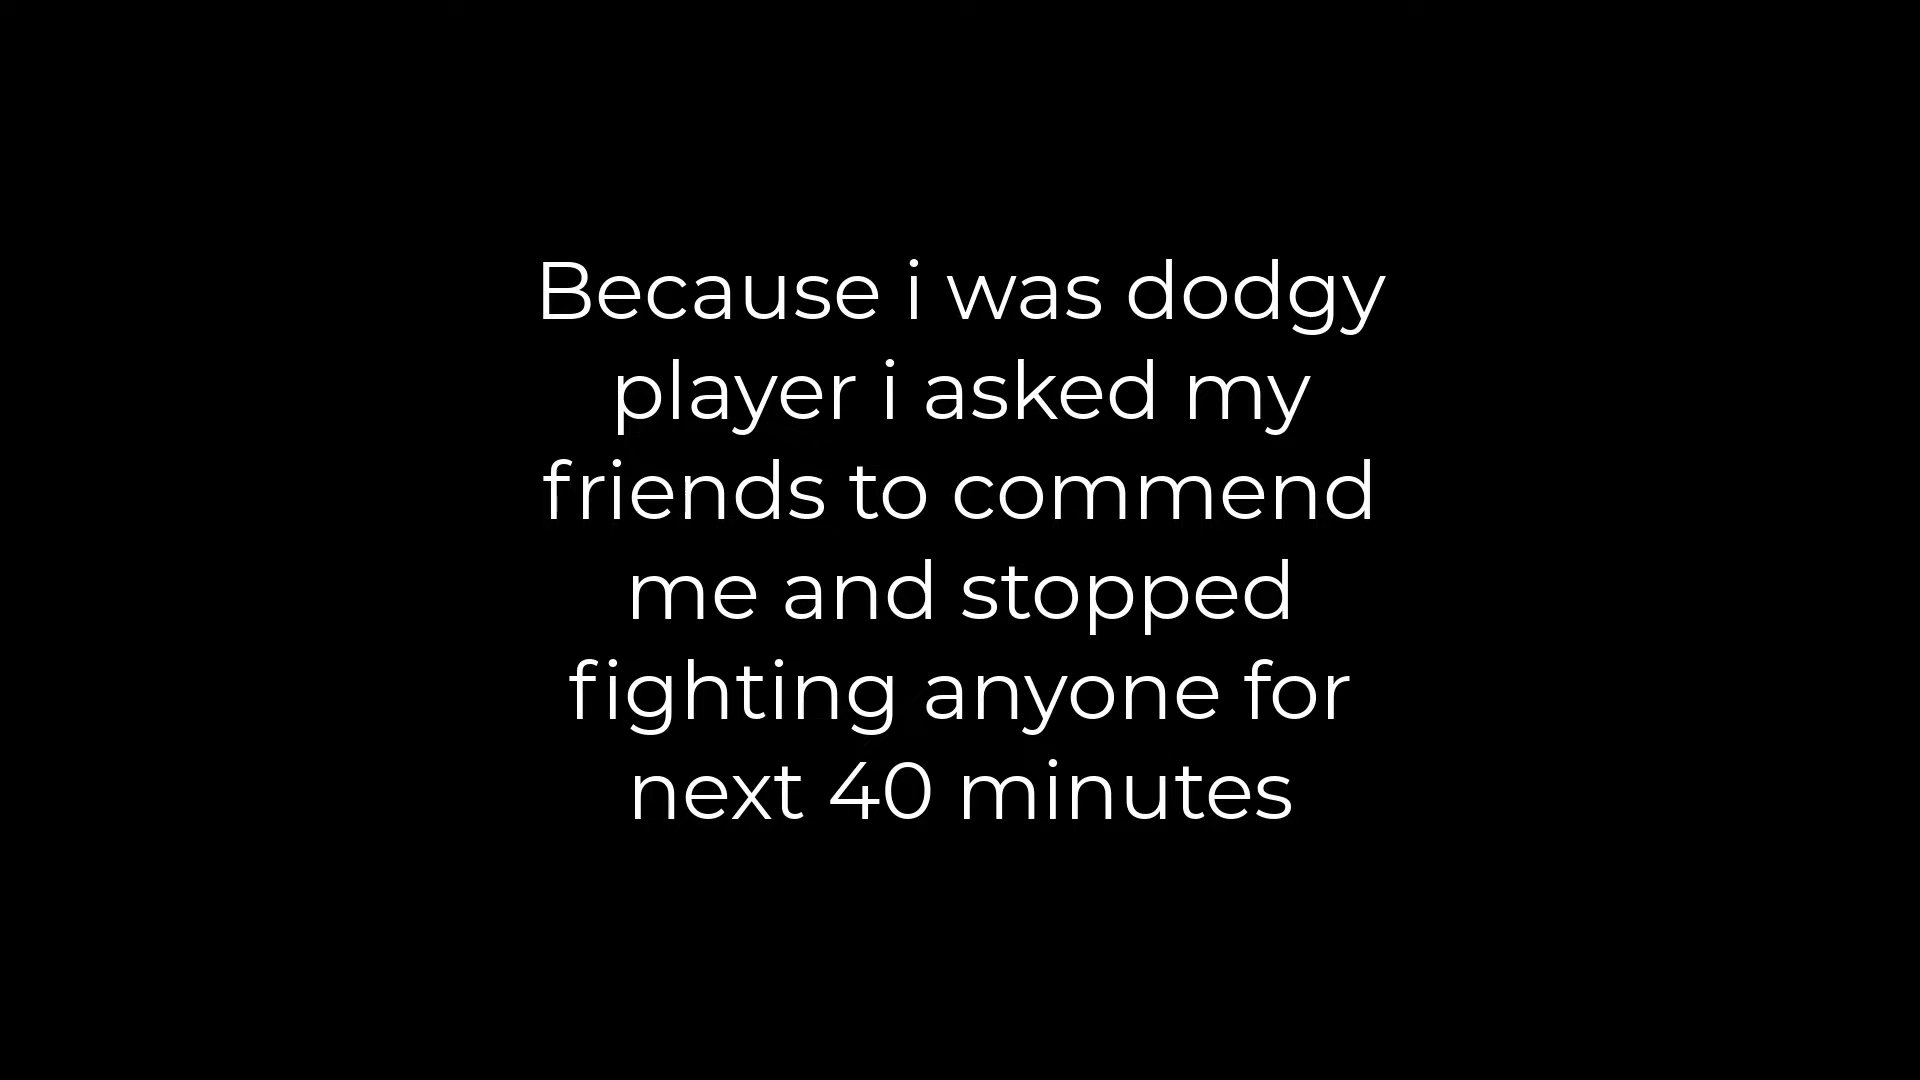 Because i was dodgy
player i asked my
friends to commend
me and stopped
fighting anyone for
next 40 minutes